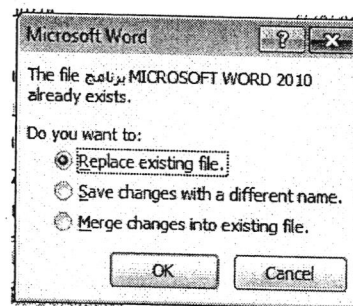 Microsoft Word
The file برنامج MICROSOFT WORD 2010
already exists.
Do you want to:
Replace existing file.
Save changes with a different name.
Merge changes into existing file.
OK
Cancel